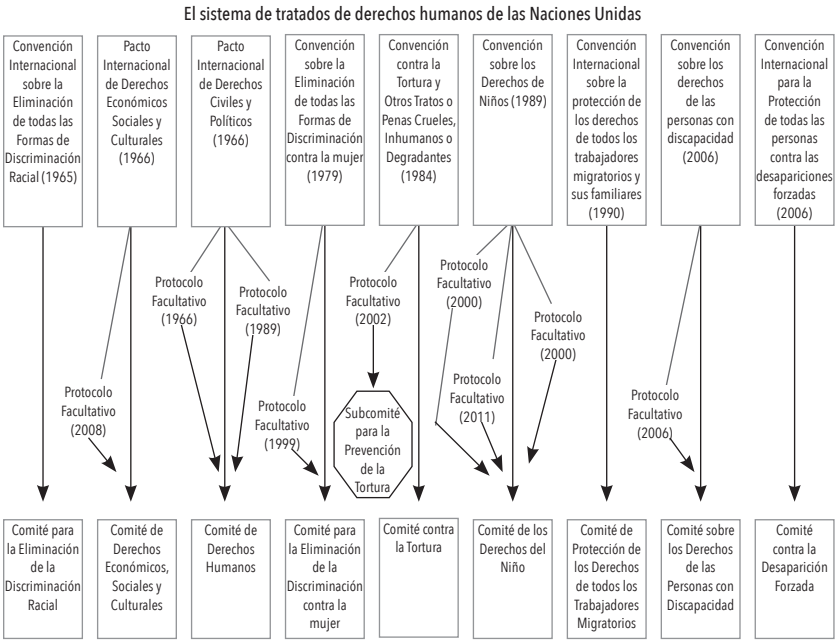 El sistema de tratados de derechos humanos de las Naciones Unidas
Convención
Internacional
sobre la
Eliminación
de todas las
Formas de
Discriminación
Racial (1965)
Pacto
Internacional
de Derechos
Económicos
Sociales y
Culturales
(1966)
Pacto
Internacional
de Derechos
Civiles y
Políticos
(1966)
Convención
sobre la
Eliminación
de todas las
Formas de
Discriminación
contra la mujer
(1979)
Convención
contra la
Tortura y
Otros Tratos o
Penas Crueles,
Inhumanos o
Degradantes
(1984)
Convención
sobre los
Derechos de
Niños (1989)
Convención
Internacional
sobre la
protección de
los derechos
de todos los
trabajadores
migratorios y
sus familiares
(1990)
Convención
sobre los
derechos
de las
personas con
discapacidad
(2006)
Convención
Internacional
para la
Protección
de todas las
personas
contra las
desapariciones
forzadas
(2006)
Protocolo
Facultativo
(2008)
Protocolo
Facultativo
(1966)
Protocolo
Facultativo
(1989)
Protocolo
Facultativo
(1999)
Protocolo
Facultativo
(2002)
Subcomité
para la
Prevención
de la
Tortura
Protocolo
Facultativo
(2000)
Protocolo
Facultativo
(2011)
Protocolo
Facultativo
(2000)
Protocolo
Facultativo
(2006)
Comité para
la Eliminación
de la
Discriminación
Racial
Comité de
Derechos
Económicos,
Sociales y
Culturales
Comité de
Derechos
Humanos
Comité para
la Eliminación
de la
Discriminación
contra la
mujer
Comité contra
la Tortura
Comité de los
Derechos del
Niño
Comité de
Protección de
los Derechos
de todos los
Trabajadores
Migratorios
Comité sobre
los Derechos
de las
Personas con
Discapacidad
Comité
contra la
Desaparición
Forzada